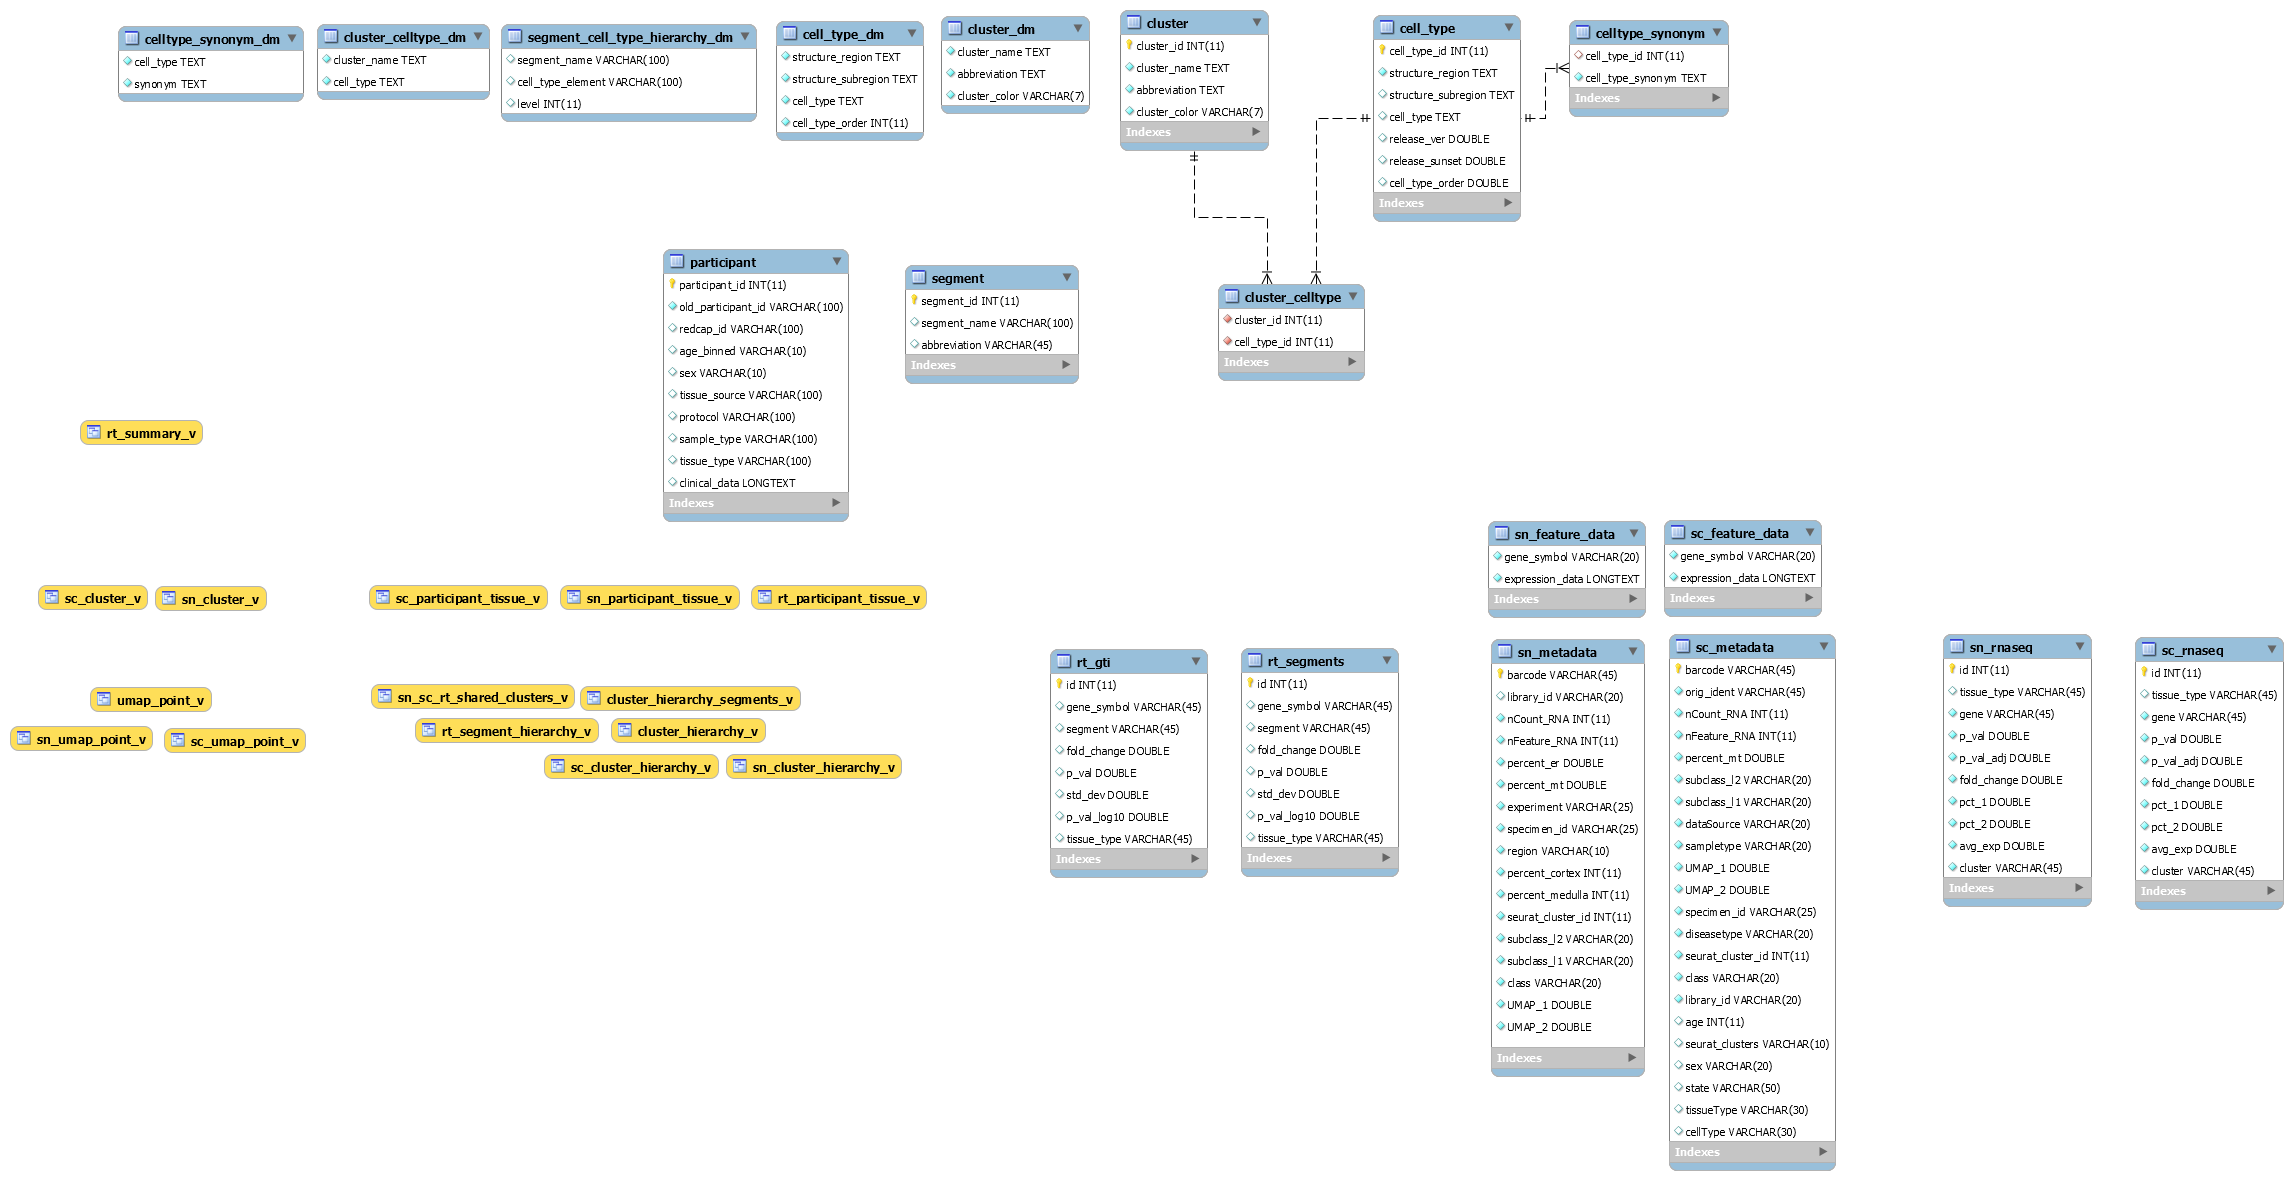 celltype_synonym_dm
cell_type TEXT
synonym TEXT
cluster_celltype_dm
cluster_name TEXT
cell_type TEXT
segment_cell_type_hierarchy_dm
segment_name VARCHAR(100)
cell_type_element VARCHAR(100)
level INT(11)
cell_type_dm
structure_region TEXT
structure_subregion TEXT
cell_type TEXT
cell_type_order INT(11)
cluster_dm
cluster_name TEXT
abbreviation TEXT
cluster_color VARCHAR(7)
cluster
cluster_id INT(11)
cluster_name TEXT
abbreviation TEXT
cluster_color VARCHAR(7)
Indexes
cell_type
cell_type_id INT(11)
structure_region TEXT
structure_subregion TEXT
cell_type TEXT
release_ver DOUBLE
release_sunset DOUBLE
cell_type_order DOUBLE
Indexes
celltype_synonym
cell_type_id INT(11)
cell_type_synonym TEXT
Indexes
participant
participant_id INT(11)
old_participant_id VARCHAR(100)
redcap_id VARCHAR(100)
age_binned VARCHAR(10)
sex VARCHAR(10)
tissue_source VARCHAR(100)
protocol VARCHAR(100)
sample_type VARCHAR(100)
tissue_type VARCHAR(100)
clinical_data LONGTEXT
Indexes
segment
segment_id INT(11)
segment_name VARCHAR(100)
abbreviation VARCHAR(45)
Indexes
cluster_celltype
cluster_id INT(11)
cell_type_id INT(11)
Indexes
rt_summary_v
sc_cluster_v
sn_cluster_v
sc_participant_tissue_v
sn_participant_tissue_v
rt_participant_tissue_v
umap_point_v
sn_umap_point_v
sc_umap_point_v
sn_sc_rt_shared_clusters_v
cluster_hierarchy_segments_v
rt_segment_hierarchy_v
cluster_hierarchy_v
sc_cluster_hierarchy_v
sn_cluster_hierarchy_v
sn_feature_data
gene_symbol VARCHAR(20)
expression_data LONGTEXT
Indexes
sc_feature_data
gene_symbol VARCHAR(20)
expression_data LONGTEXT
Indexes
rt_gti
id INT(11)
gene_symbol VARCHAR(45)
segment VARCHAR(45)
fold_change DOUBLE
p_val DOUBLE
std_dev DOUBLE
p_val_log10 DOUBLE
tissue_type VARCHAR(45)
Indexes
rt_segments
id INT(11)
gene_symbol VARCHAR(45)
segment VARCHAR(45)
fold_change DOUBLE
p_val DOUBLE
std_dev DOUBLE
p_val_log10 DOUBLE
tissue_type VARCHAR(45)
Indexes
sn_metadata
barcode VARCHAR(45)
library_id VARCHAR(20)
nCount_RNA INT(11)
nFeature_RNA INT(11)
percent_er DOUBLE
percent_mt DOUBLE
experiment VARCHAR(25)
specimen_id VARCHAR(25)
region VARCHAR(10)
percent_cortex INT(11)
percent_medulla INT(11)
seurat_cluster_id INT(11)
subclass_l2 VARCHAR(20)
subclass_l1 VARCHAR(20)
class VARCHAR(20)
UMAP_1 DOUBLE
UMAP_2 DOUBLE
Indexes
sc_metadata
barcode VARCHAR(45)
orig_ident VARCHAR(45)
nCount_RNA INT(11)
nFeature_RNA INT(11)
percent_mt DOUBLE
subclass_l2 VARCHAR(20)
subclass_l1 VARCHAR(20)
dataSource VARCHAR(20)
sampletype VARCHAR(20)
UMAP_1 DOUBLE
UMAP_2 DOUBLE
specimen_id VARCHAR(25)
diseasetype VARCHAR(20)
seurat_cluster_id INT(11)
class VARCHAR(20)
library_id VARCHAR(20)
age INT(11)
seurat_clusters VARCHAR(10)
sex VARCHAR(20)
state VARCHAR(50)
tissueType VARCHAR(30)
cellType VARCHAR(30)
Indexes
sn_rnaseq
id INT(11)
tissue_type VARCHAR(45)
gene VARCHAR(45)
p_val DOUBLE
p_val_adj DOUBLE
fold_change DOUBLE
pct_1 DOUBLE
pct_2 DOUBLE
avg_exp DOUBLE
cluster VARCHAR(45)
Indexes
sc_rnaseq
id INT(11)
tissue_type VARCHAR(45)
gene VARCHAR(45)
p_val DOUBLE
p_val_adj DOUBLE
fold_change DOUBLE
pct_1 DOUBLE
pct_2 DOUBLE
avg_exp DOUBLE
cluster VARCHAR(45)
Indexes